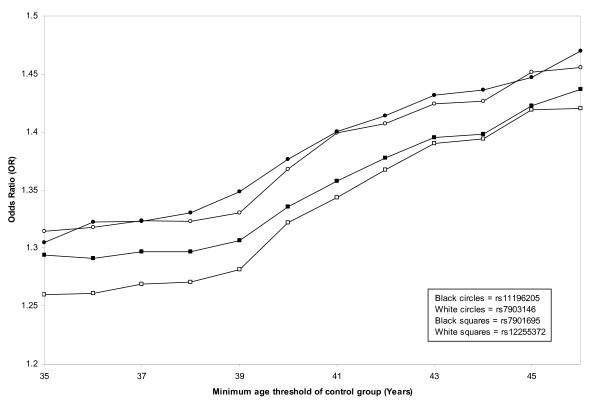 1.5
1.45
1.4
1.35
1.3
1.25
1.2
Odds Ratio (OR)
35 37 39 41 43 45
Minimum age threshold of control group (Years)
Black circles = rs11196205
White circles = rs7903146
Black squares = rs7901695
White squares = rs12255372